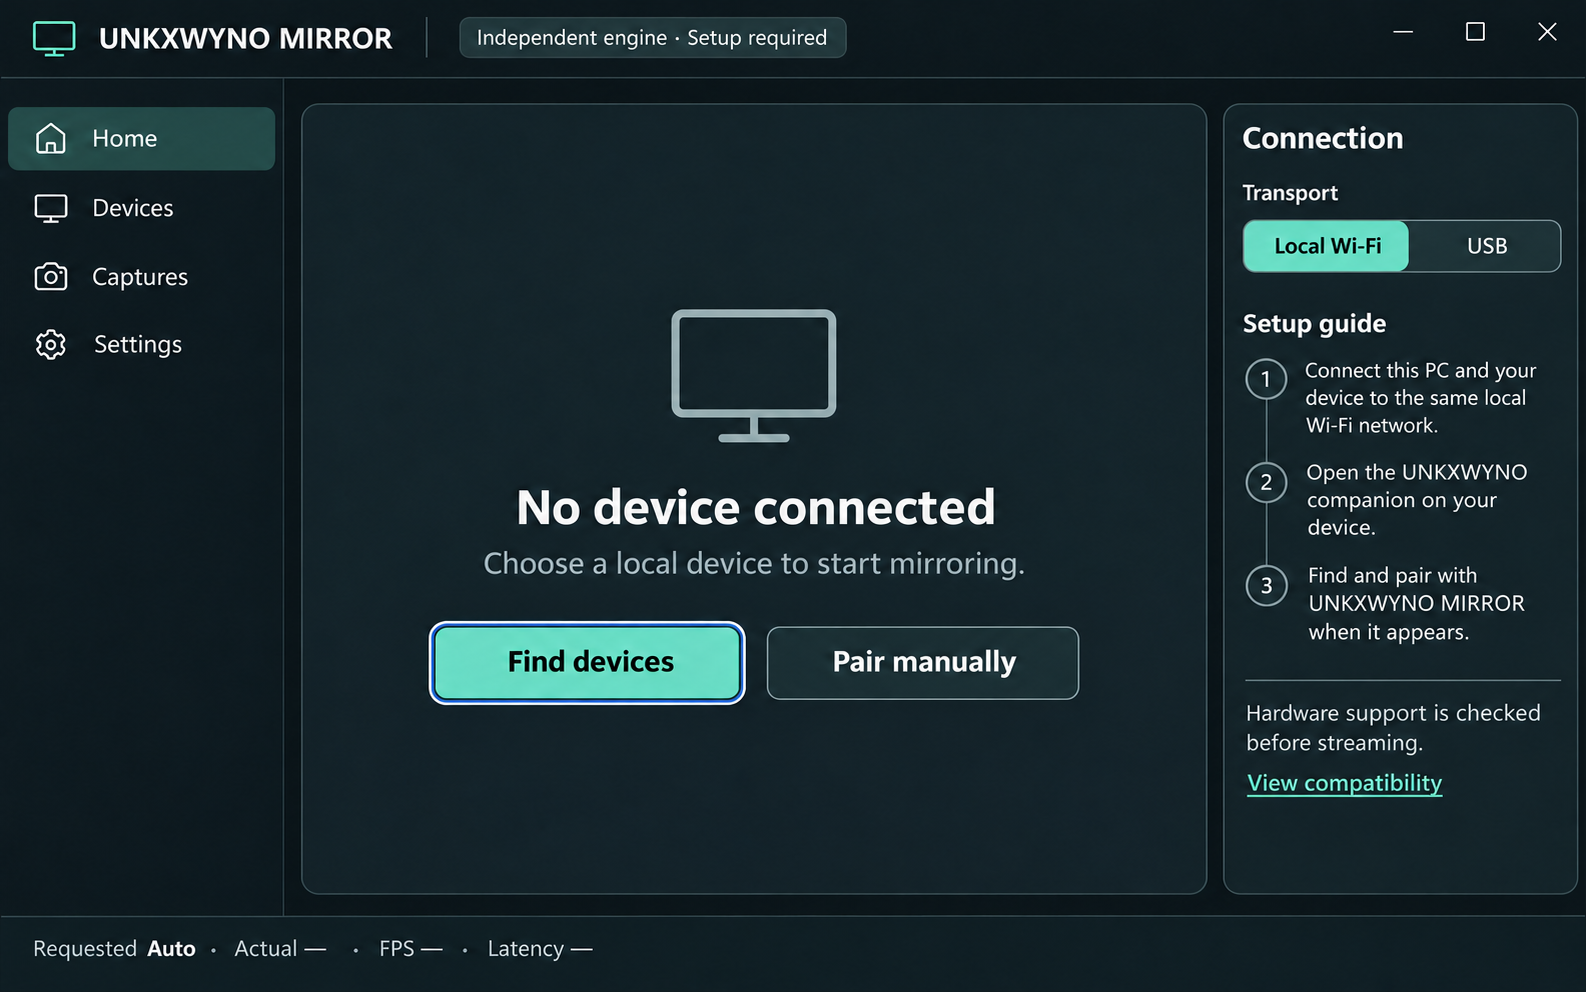 UNKXWYNO MIRROR
Independent engine · Setup required
Home
Devices
Captures
Settings
No device connected
Choose a local device to start mirroring.
Find devices
Pair manually
Connection
Transport
Local Wi-Fi
USB
Setup guide
1
Connect this PC and your
device to the same local
Wi-Fi network.
2
Open the UNKXWYNO
companion on your
device.
3
Find and pair with
UNKXWYNO MIRROR
when it appears.
Hardware support is checked
before streaming.
View compatibility
Requested Auto · Actual — · FPS — · Latency —